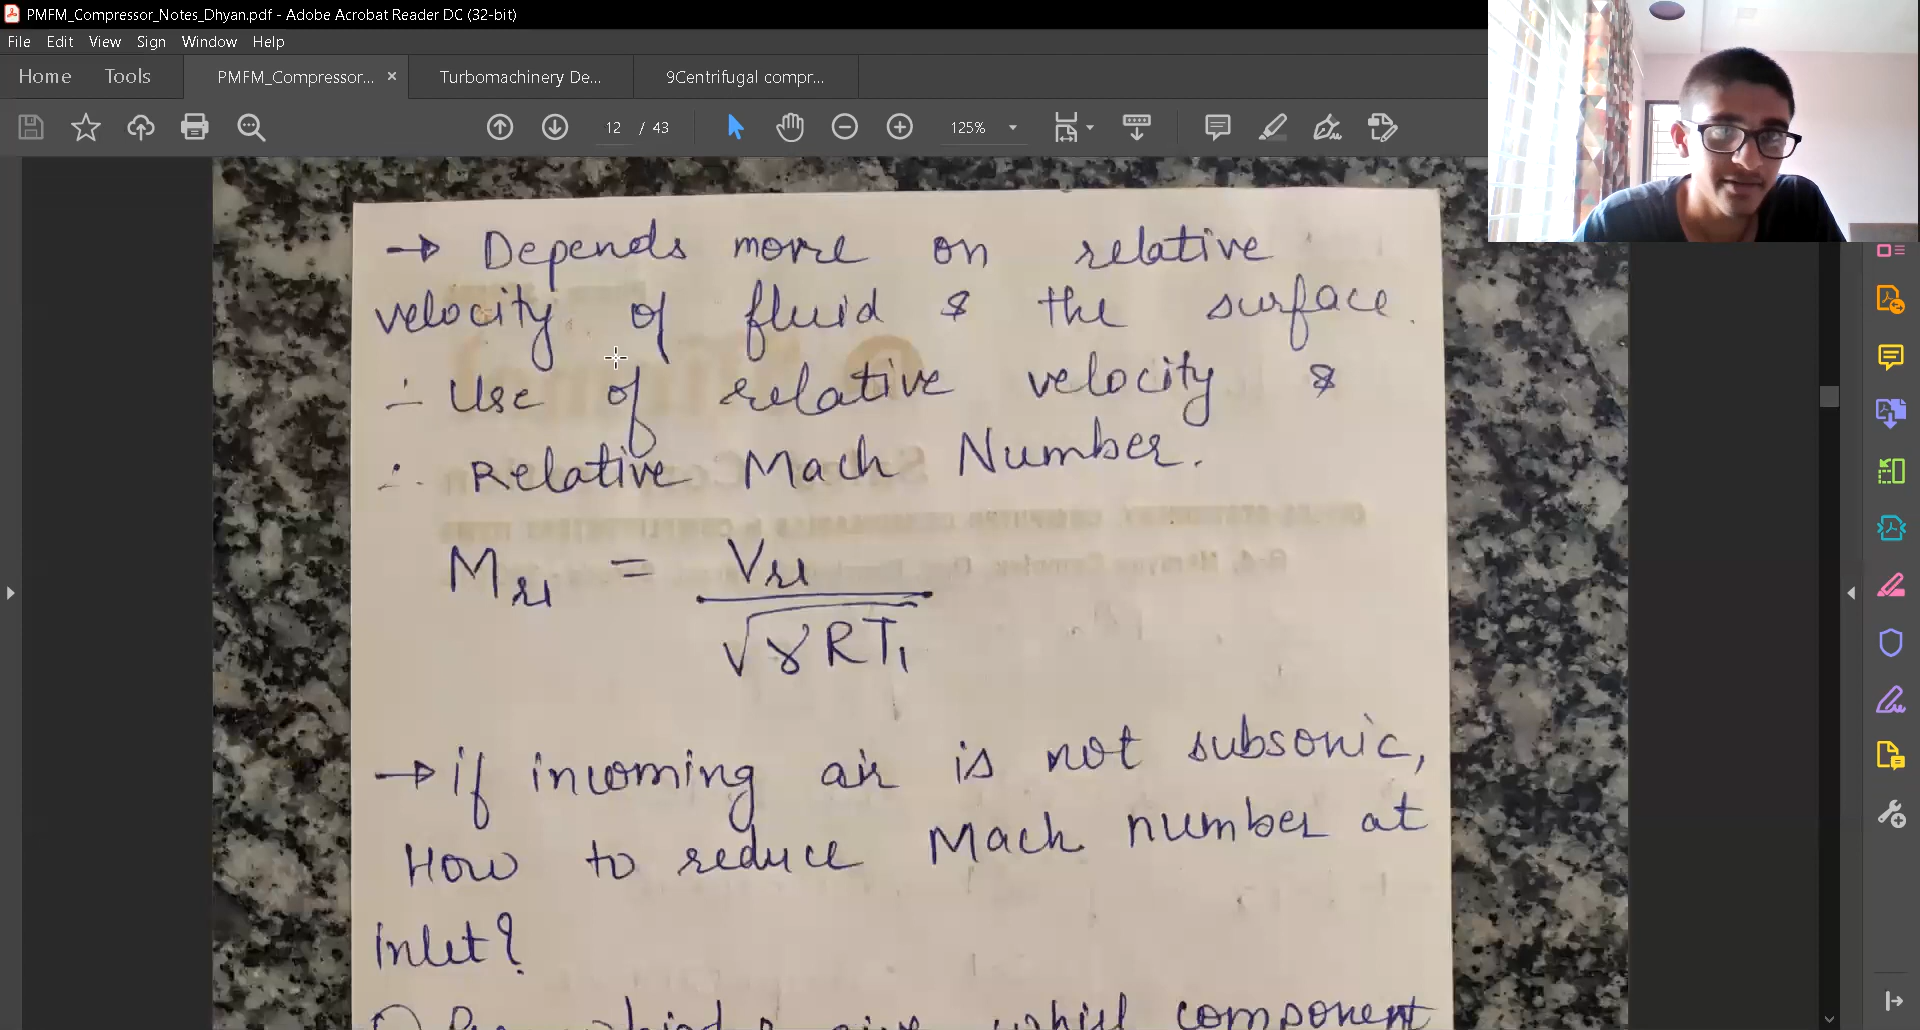 PMFM_Compressor_Notes_Dhyan.pdf - Adobe Acrobat Reader DC (32-bit)
File Edit View Sign Window Help
Home Tools PMFM_Compressor... × Turbomachinery De... 9Centrifugal compr...
12 / 43 125%
→ Depends more on relative
velocity of fluid & the surface.
∴ Use of relative velocity &
∴ Relative Mach Number.
Mr1 = Vr1
√γRT1
→ if incoming air is not subsonic,
How to reduce Mach number at
inlet?
whirl component